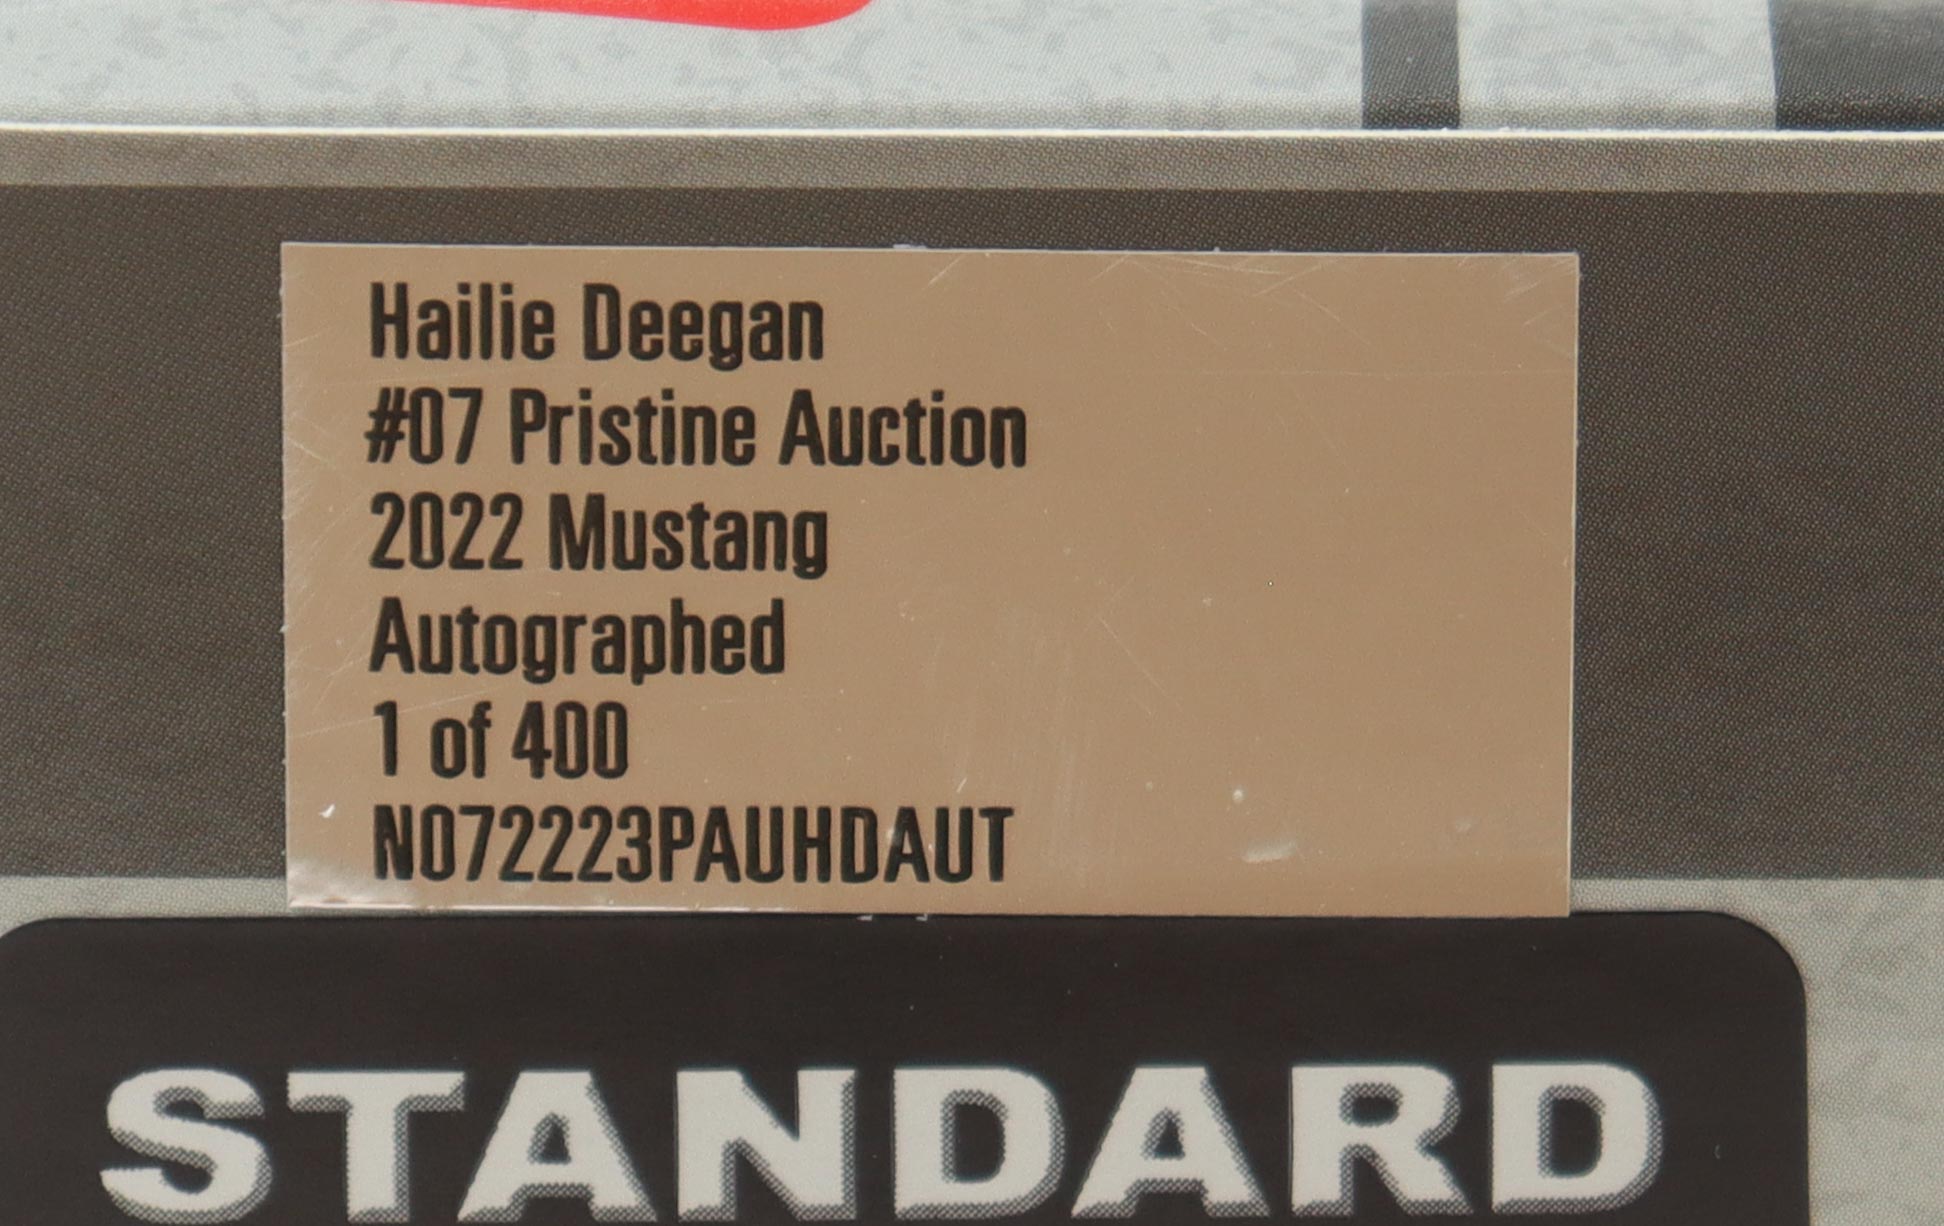 Hailie Deegan
#07 Pristine Auction
2022 Mustang
Autographed
1 of 400
N072223PAUHDAUT
STANDARD